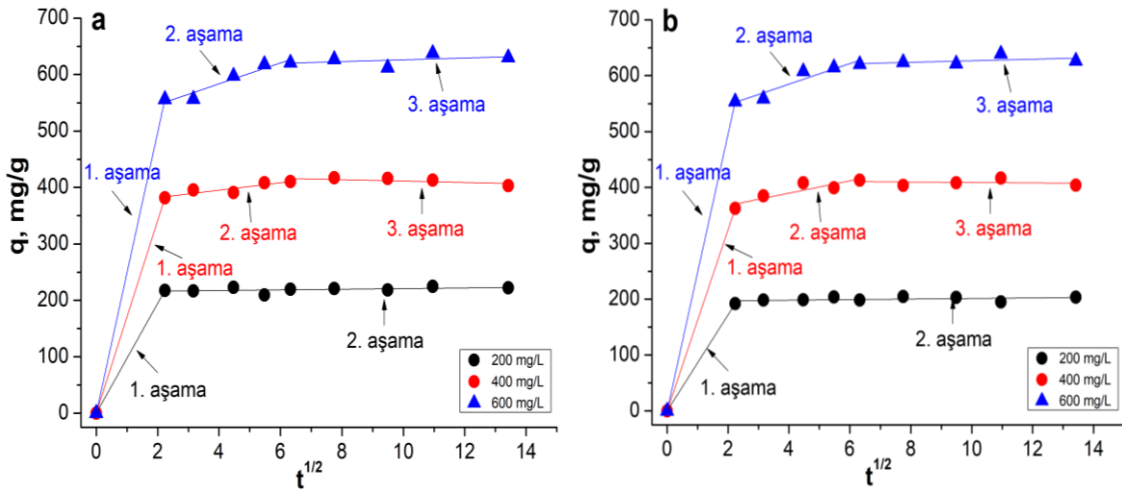 a
700
600
500
400
300
200
100
0
q, mg/g
0 2 4 6 8 10 12 14
t^1/2
2. aşama
3. aşama
1. aşama
2. aşama
3. aşama
1. aşama
2. aşama
1. aşama
200 mg/L
400 mg/L
600 mg/L
b
700
600
500
400
300
200
100
0
q, mg/g
0 2 4 6 8 10 12 14
t^1/2
2. aşama
3. aşama
1. aşama
2. aşama
3. aşama
1. aşama
2. aşama
1. aşama
200 mg/L
400 mg/L
600 mg/L